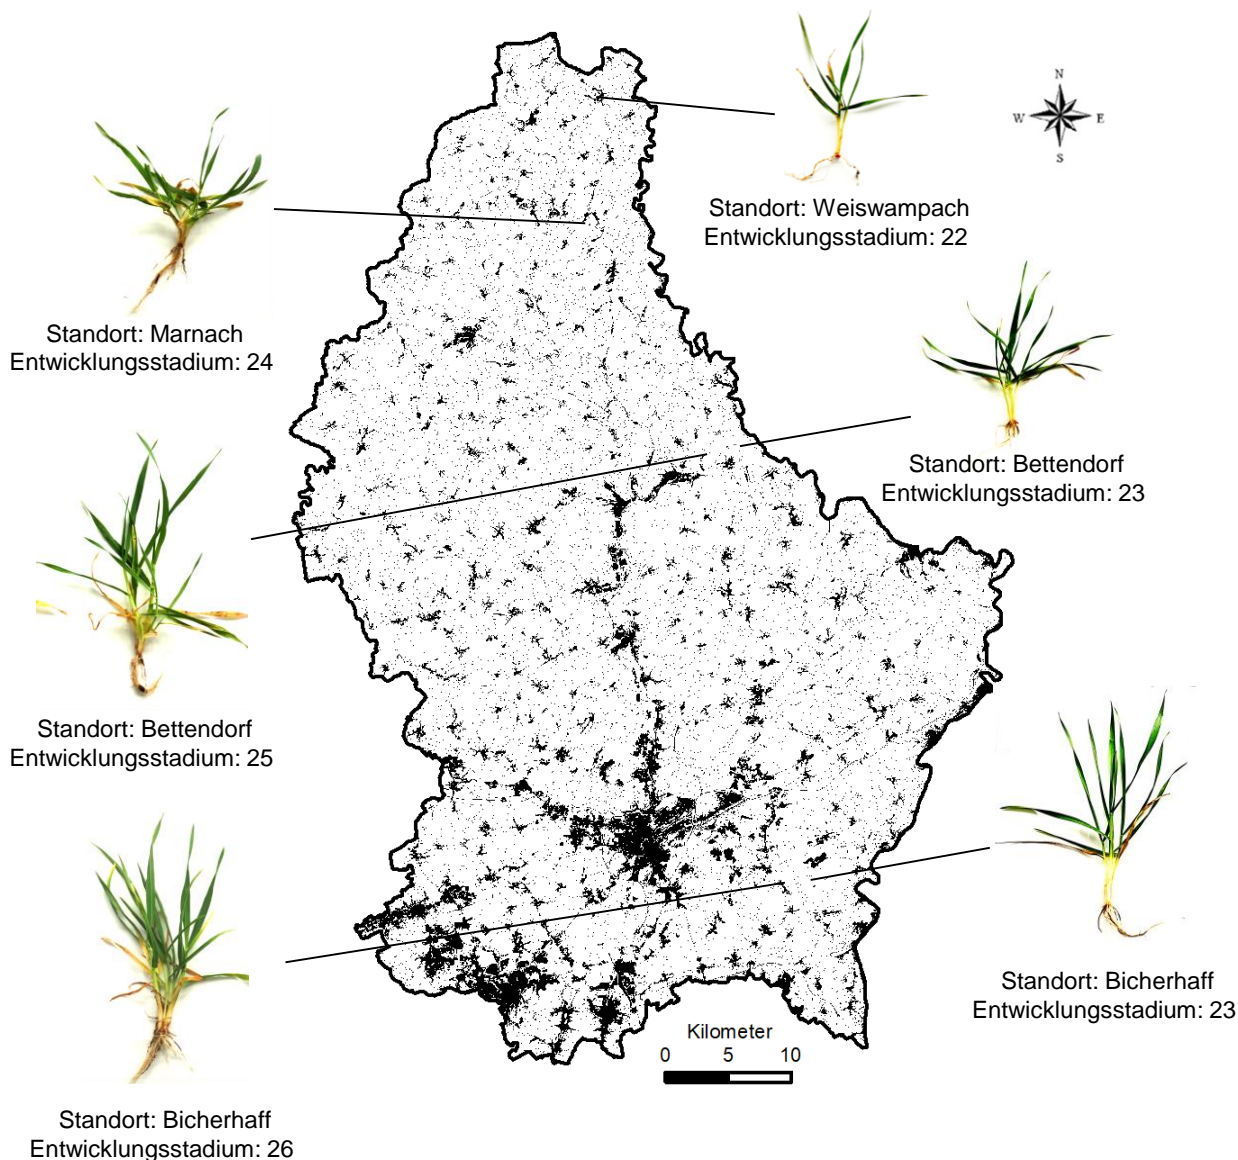 N
W E
S
Standort: Weiswampach
Entwicklungsstadium: 22
Standort: Marnach
Entwicklungsstadium: 24
Standort: Bettendorf
Entwicklungsstadium: 23
Standort: Bettendorf
Entwicklungsstadium: 25
Standort: Bicherhaff
Entwicklungsstadium: 23
Kilometer
0 5 10
Standort: Bicherhaff
Entwicklungsstadium: 26